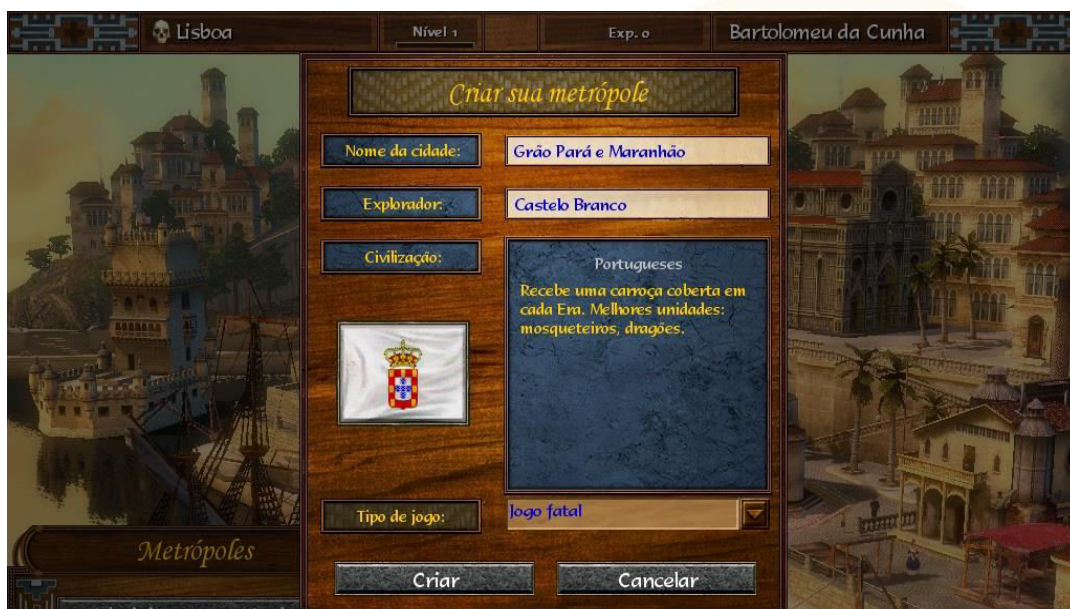 Lisboa
Nível 1
Exp. 0
Bartolomeu da Cunha
Criar sua metrópole
Nome da cidade:
Grão Pará e Maranhão
Explorador:
Castelo Branco
Civilização:
Portugueses
Recebe uma carroça coberta em
cada Era. Melhores unidades:
mosqueteiros, dragões.
Tipo de jogo:
Jogo fatal
Metrópoles
Criar
Cancelar